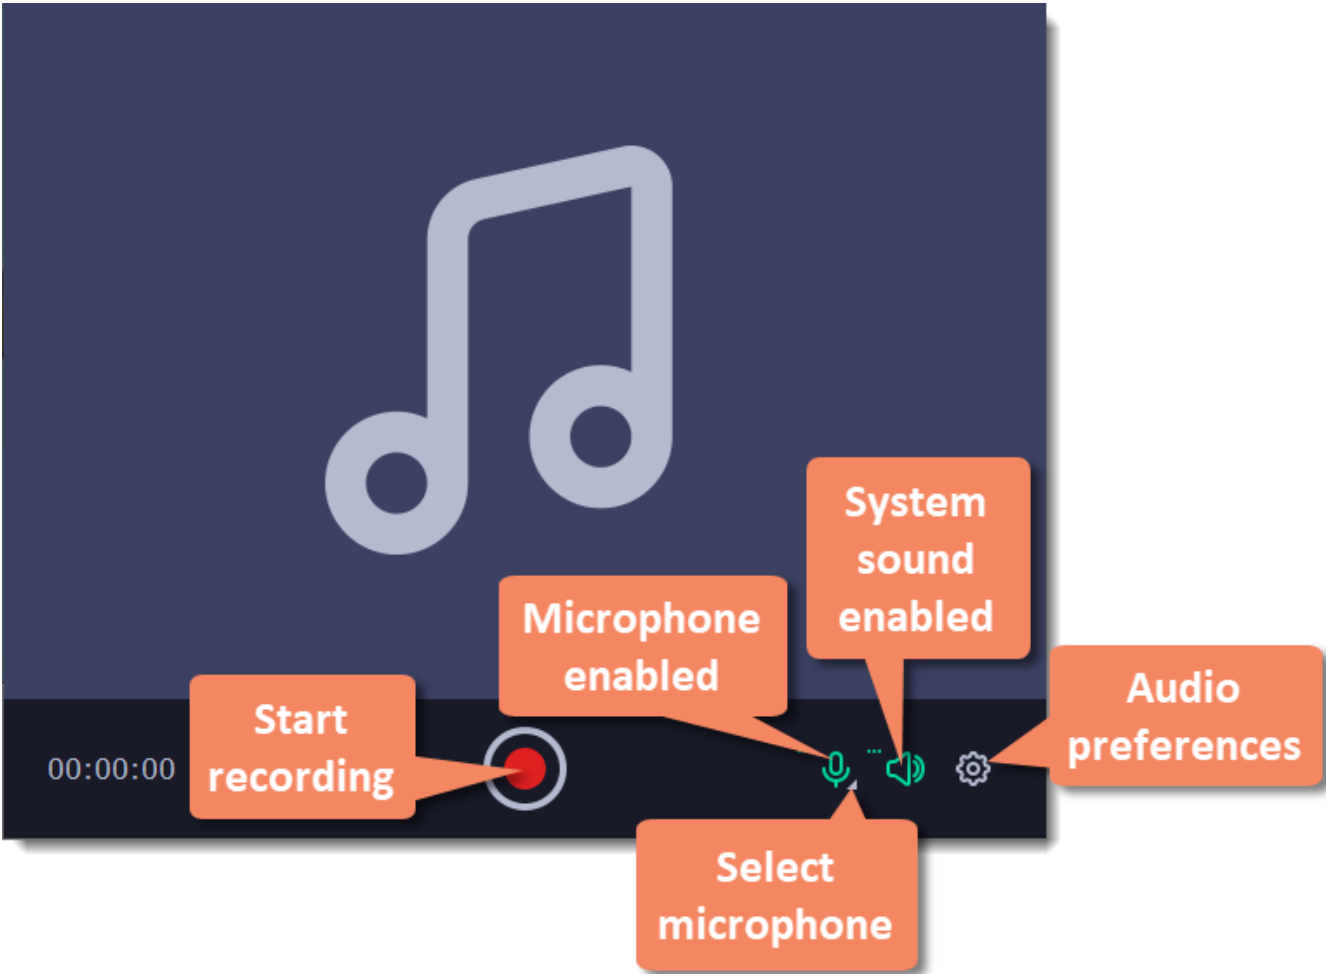 System
sound
enabled
Microphone
enabled
Audio
preferences
Start
recording
00:00:00
Select
microphone